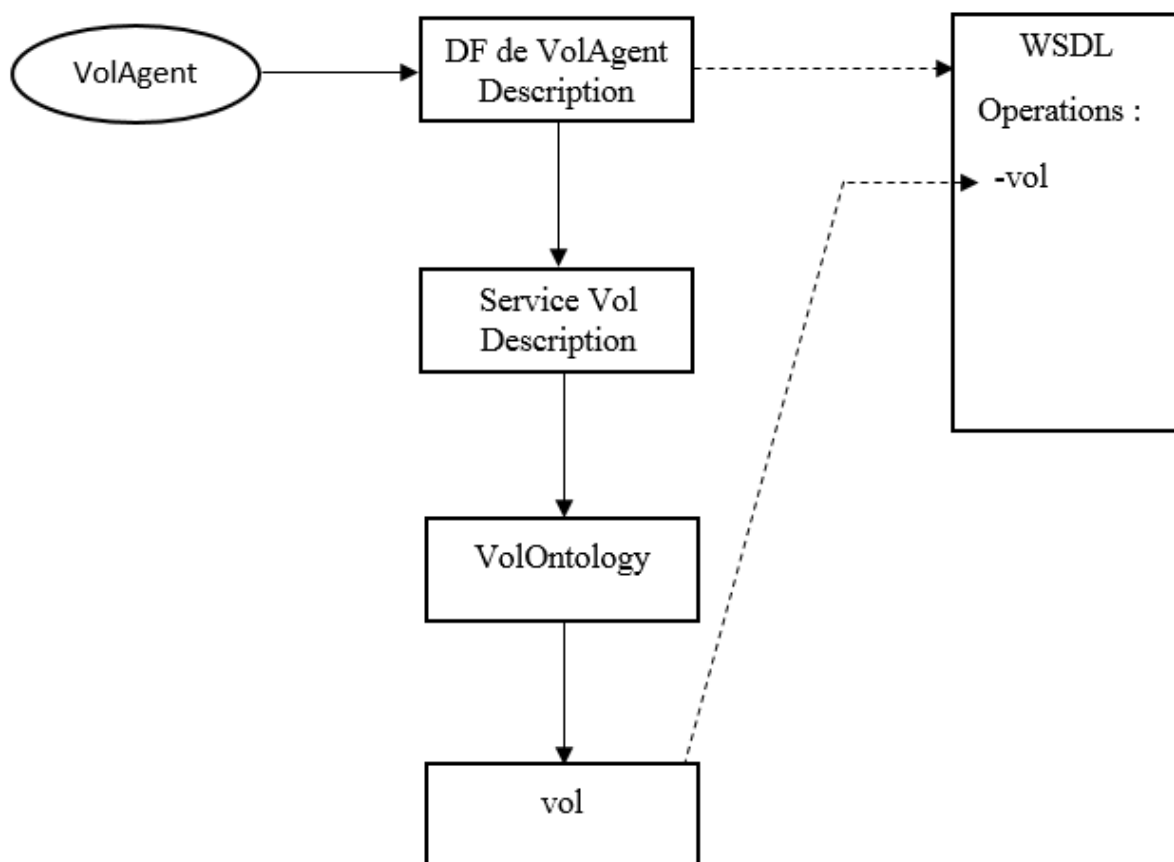 VolAgent
DF de VolAgent
Description
WSDL
Operations :
-vol
Service Vol
Description
VolOntology
vol